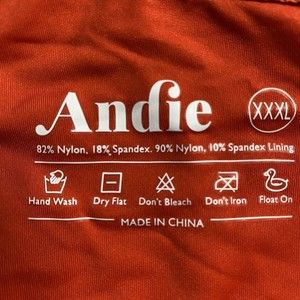 Andie XXXL
82% Nylon, 18% Spandex. 90% Nylon, 10% Spandex Lining
Hand Wash Dry Flat Don't Bleach Don't Iron Float On
MADE IN CHINA